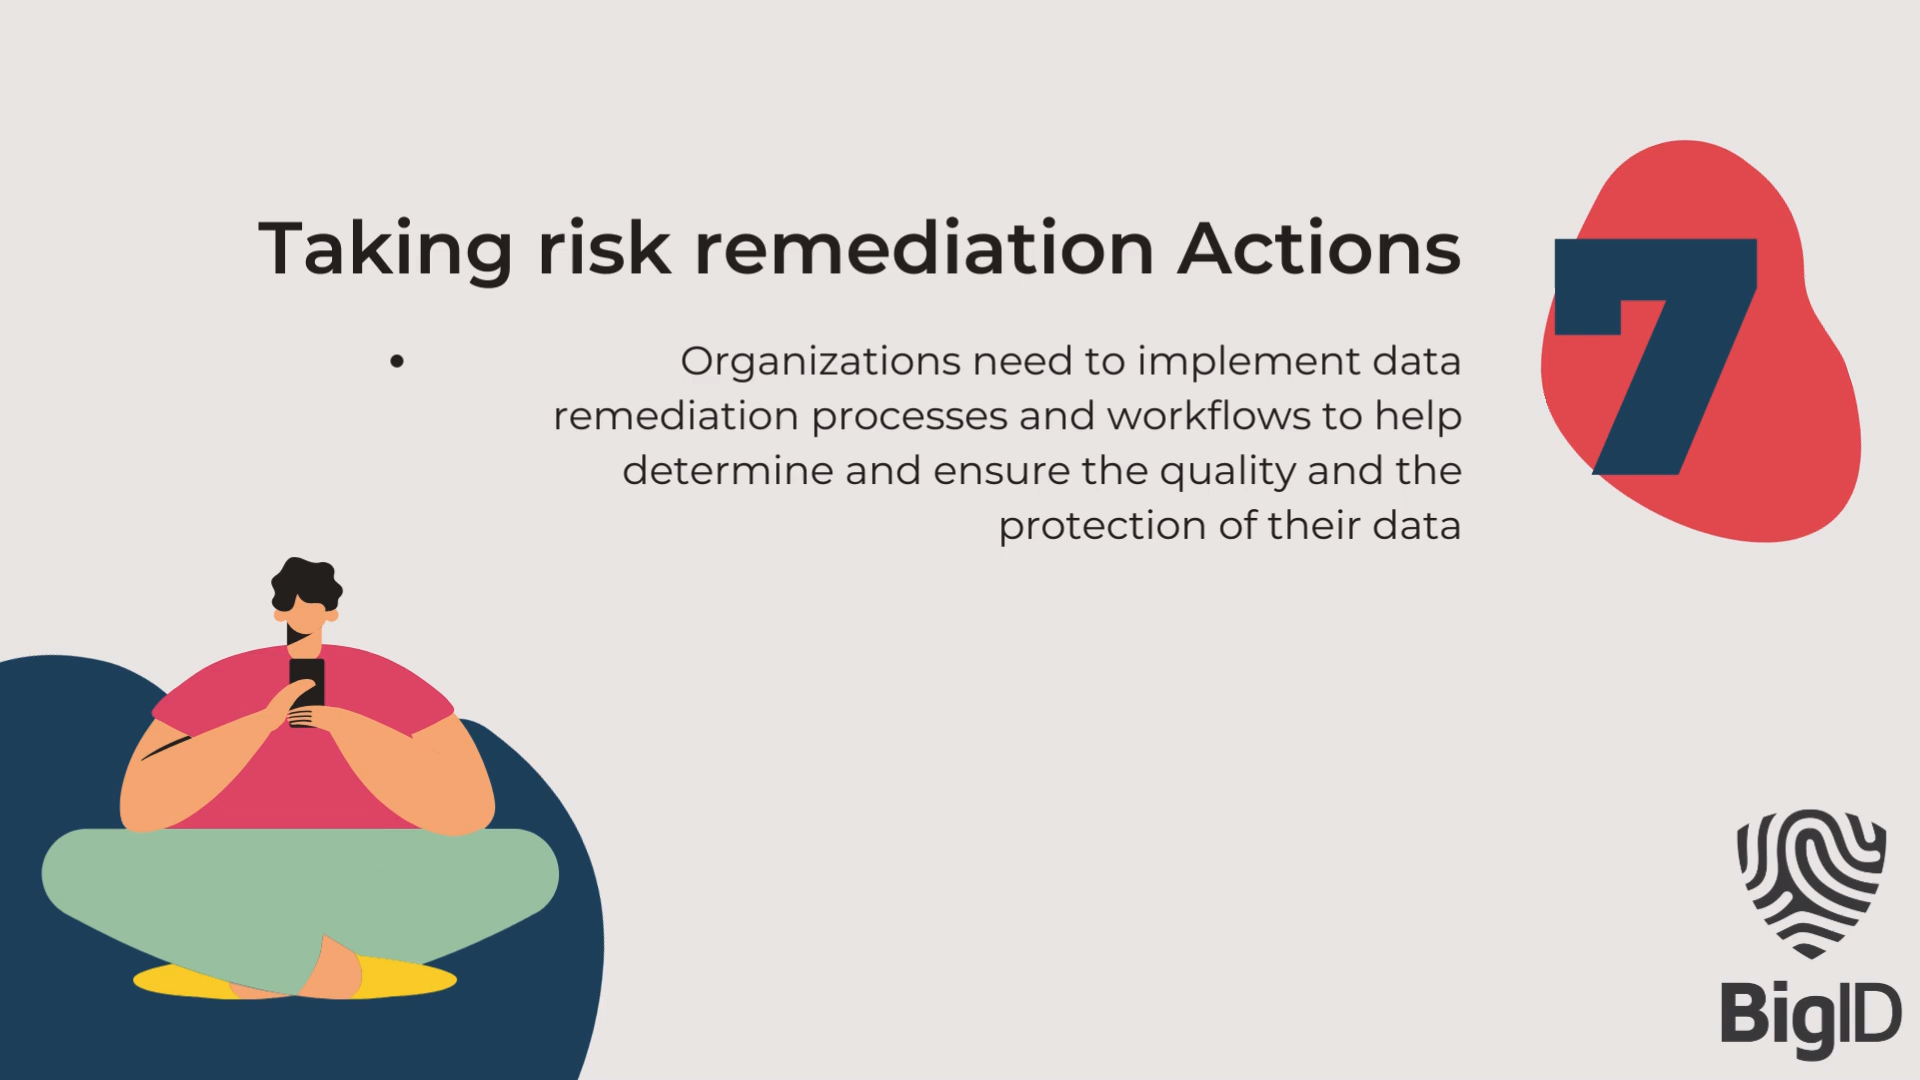 Taking risk remediation Actions
7
• Organizations need to implement data
remediation processes and workflows to help
determine and ensure the quality and the
protection of their data
BigID